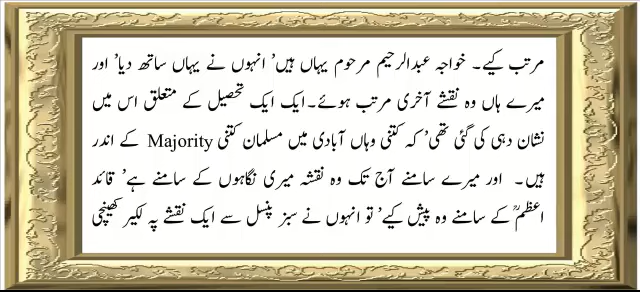 مرتب کیے۔ خواجہ عبدالرحیم مرحوم یہاں ہیں’ انہوں نے یہاں ساتھ دیا’ اور
میرے ہاں وہ نقشے آخری مرتب ہوئے۔ایک ایک تحصیل کے متعلق اس میں
نشان دہی کی گئی تھی’ کہ کتنی وہاں آبادی میں مسلمان کتنی Majority کے اندر
ہیں۔ اور میرے سامنے آج تک وہ نقشہ میری نگاہوں کے سامنے ہے’ قائد
اعظمؒ کے سامنے وہ پیش کیے’ تو انہوں نے سبز پنسل سے ایک نقشے پہ لکیر کھینچی